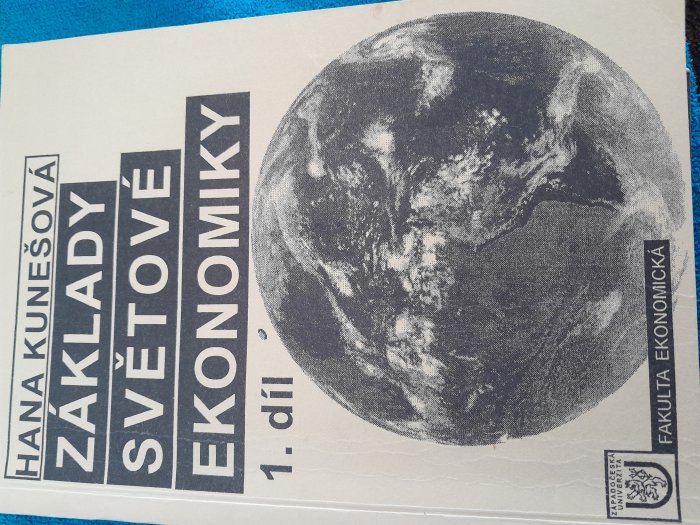 HANA KUNEŠOVÁ
ZÁKLADY
SVĚTOVÉ
EKONOMIKY
1. díl
ZÁPADOČESKÁ
UNIVERZITA
FAKULTA EKONOMICKÁ